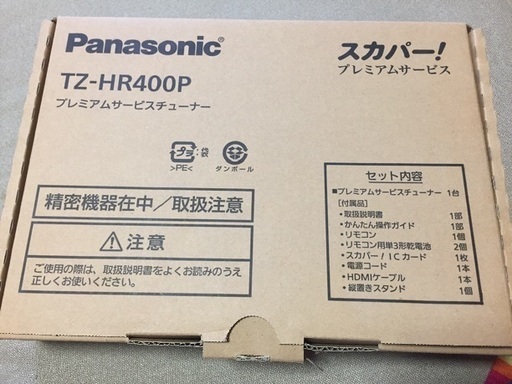 Panasonic®
TZ-HR400P
プレミアムサービスチューナー
スカパー!
プレミアムサービス
プラ 袋
>PE<
ダンボール
精密機器在中/取扱注意
⚠注意
ご使用の際は、取扱説明書をよくお読みのうえ
正しくお使いください。
セット内容
■プレミアムサービスチューナー 1台
[付属品]
・取扱説明書 1部
・かんたん操作ガイド 1部
・リモコン 1個
・リモコン用単3形乾電池 2個
・スカパー!ICカード 1枚
・電源コード 1本
・HDMIケーブル 1本
・縦置きスタンド 1個